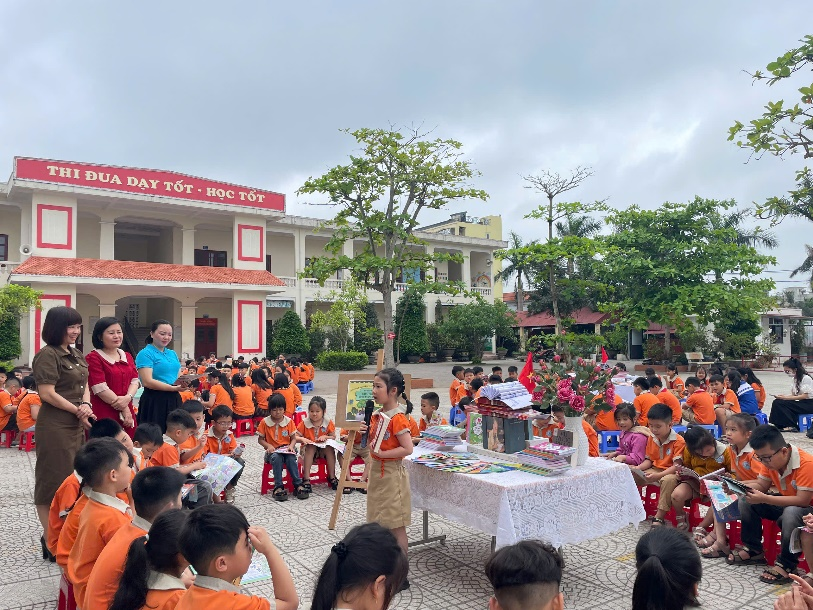 THI ĐUA DẠY TỐT - HỌC TỐT